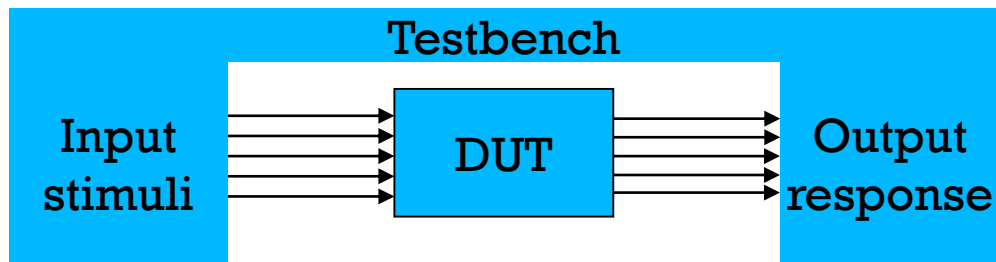 Testbench
Input
stimuli
DUT
Output
response